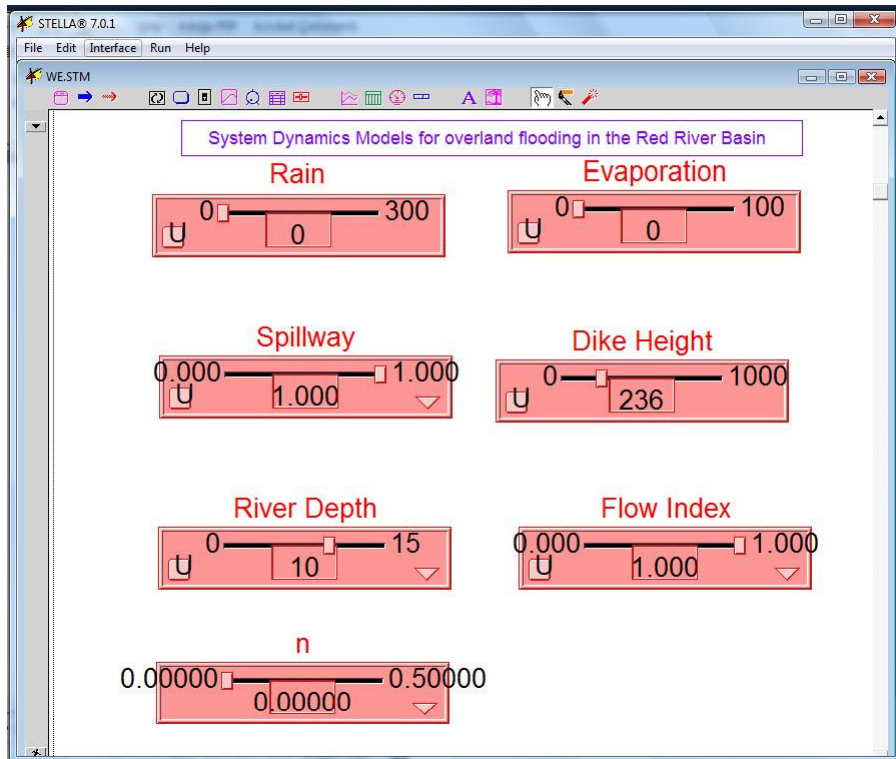 STELLA® 7.0.1
File Edit Interface Run Help
WE.STM
A
System Dynamics Models for overland flooding in the Red River Basin
Rain
0 300
U 0
Evaporation
0 100
U 0
Spillway
0.000 1.000
U 1.000
Dike Height
0 1000
U 236
River Depth
0 15
U 10
Flow Index
0.000 1.000
U 1.000
n
0.00000 0.50000
0.00000